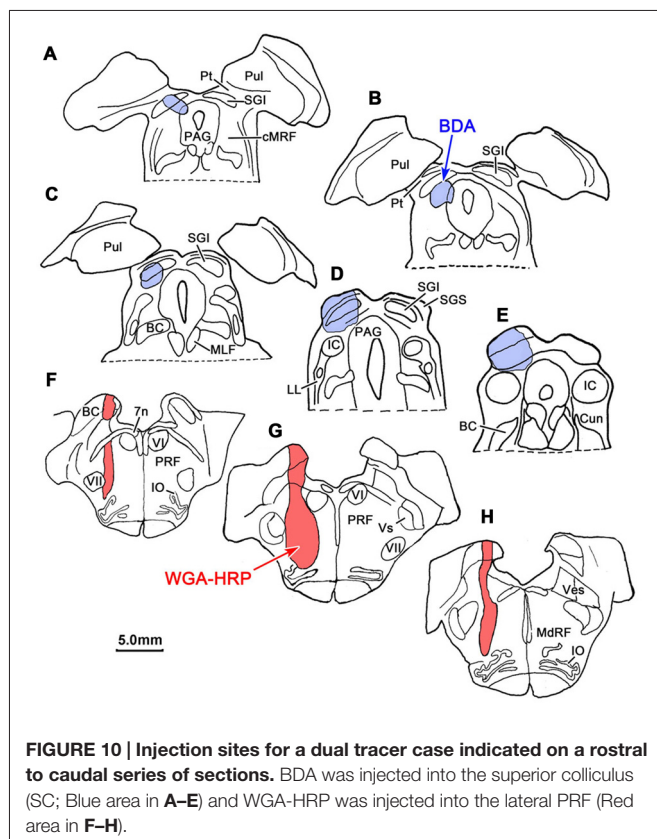 A
Pt
Pul
SGI
PAG
cMRF
B
BDA
SGI
Pul
Pt
C
Pul
SGI
BC
MLF
D
SGI
SGS
PAG
IC
LL
E
IC
BC
Cun
F
BC
7n
VI
PRF
VII
IO
G
VI
PRF
Vs
VII
WGA-HRP
H
Ves
MdRF
IO
5.0mm
FIGURE 10 | Injection sites for a dual tracer case indicated on a rostral
to caudal series of sections. BDA was injected into the superior colliculus
(SC; Blue area in A–E) and WGA-HRP was injected into the lateral PRF (Red
area in F–H).